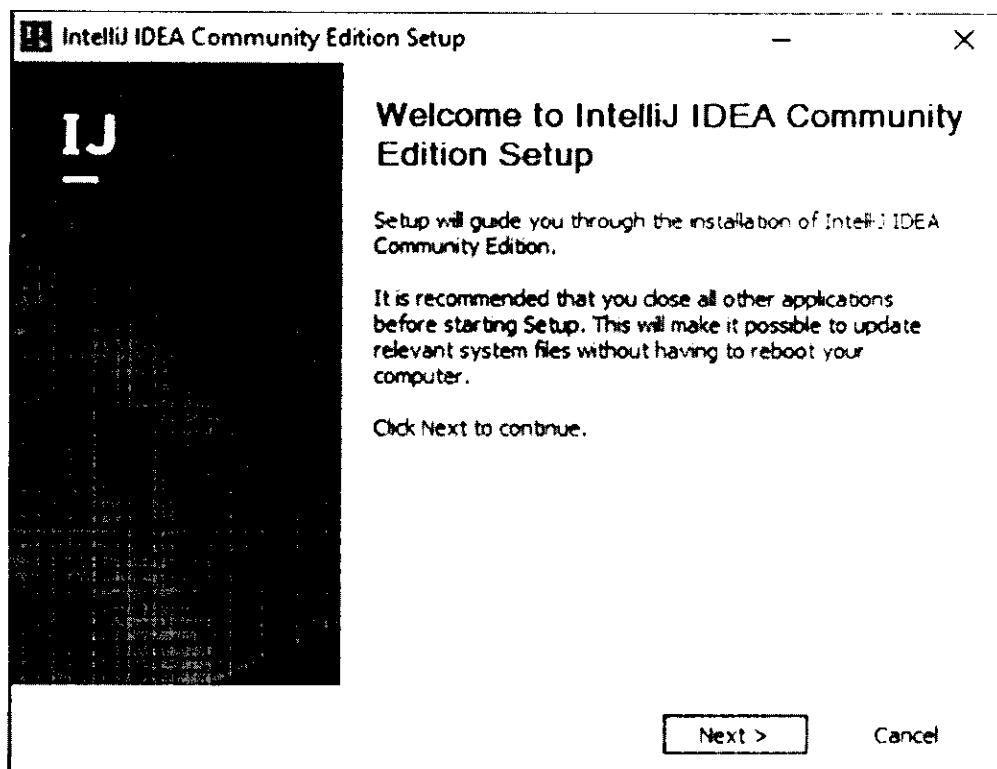 IntelliJ IDEA Community Edition Setup
IJ
Welcome to IntelliJ IDEA Community
Edition Setup
Setup will guide you through the installation of IntelliJ IDEA
Community Edition.
It is recommended that you close all other applications
before starting Setup. This will make it possible to update
relevant system files without having to reboot your
computer.
Click Next to continue.
Next >
Cancel